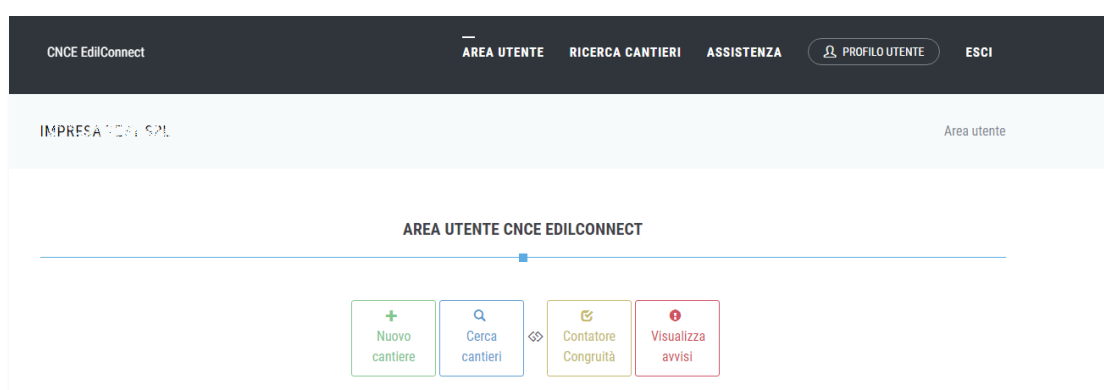 CNCE EdilConnect
AREA UTENTE RICERCA CANTIERI ASSISTENZA PROFILO UTENTE ESCI
IMPRESA
Area utente
AREA UTENTE CNCE EDILCONNECT
Nuovo cantiere
Cerca cantieri
Contatore Congruità
Visualizza avvisi